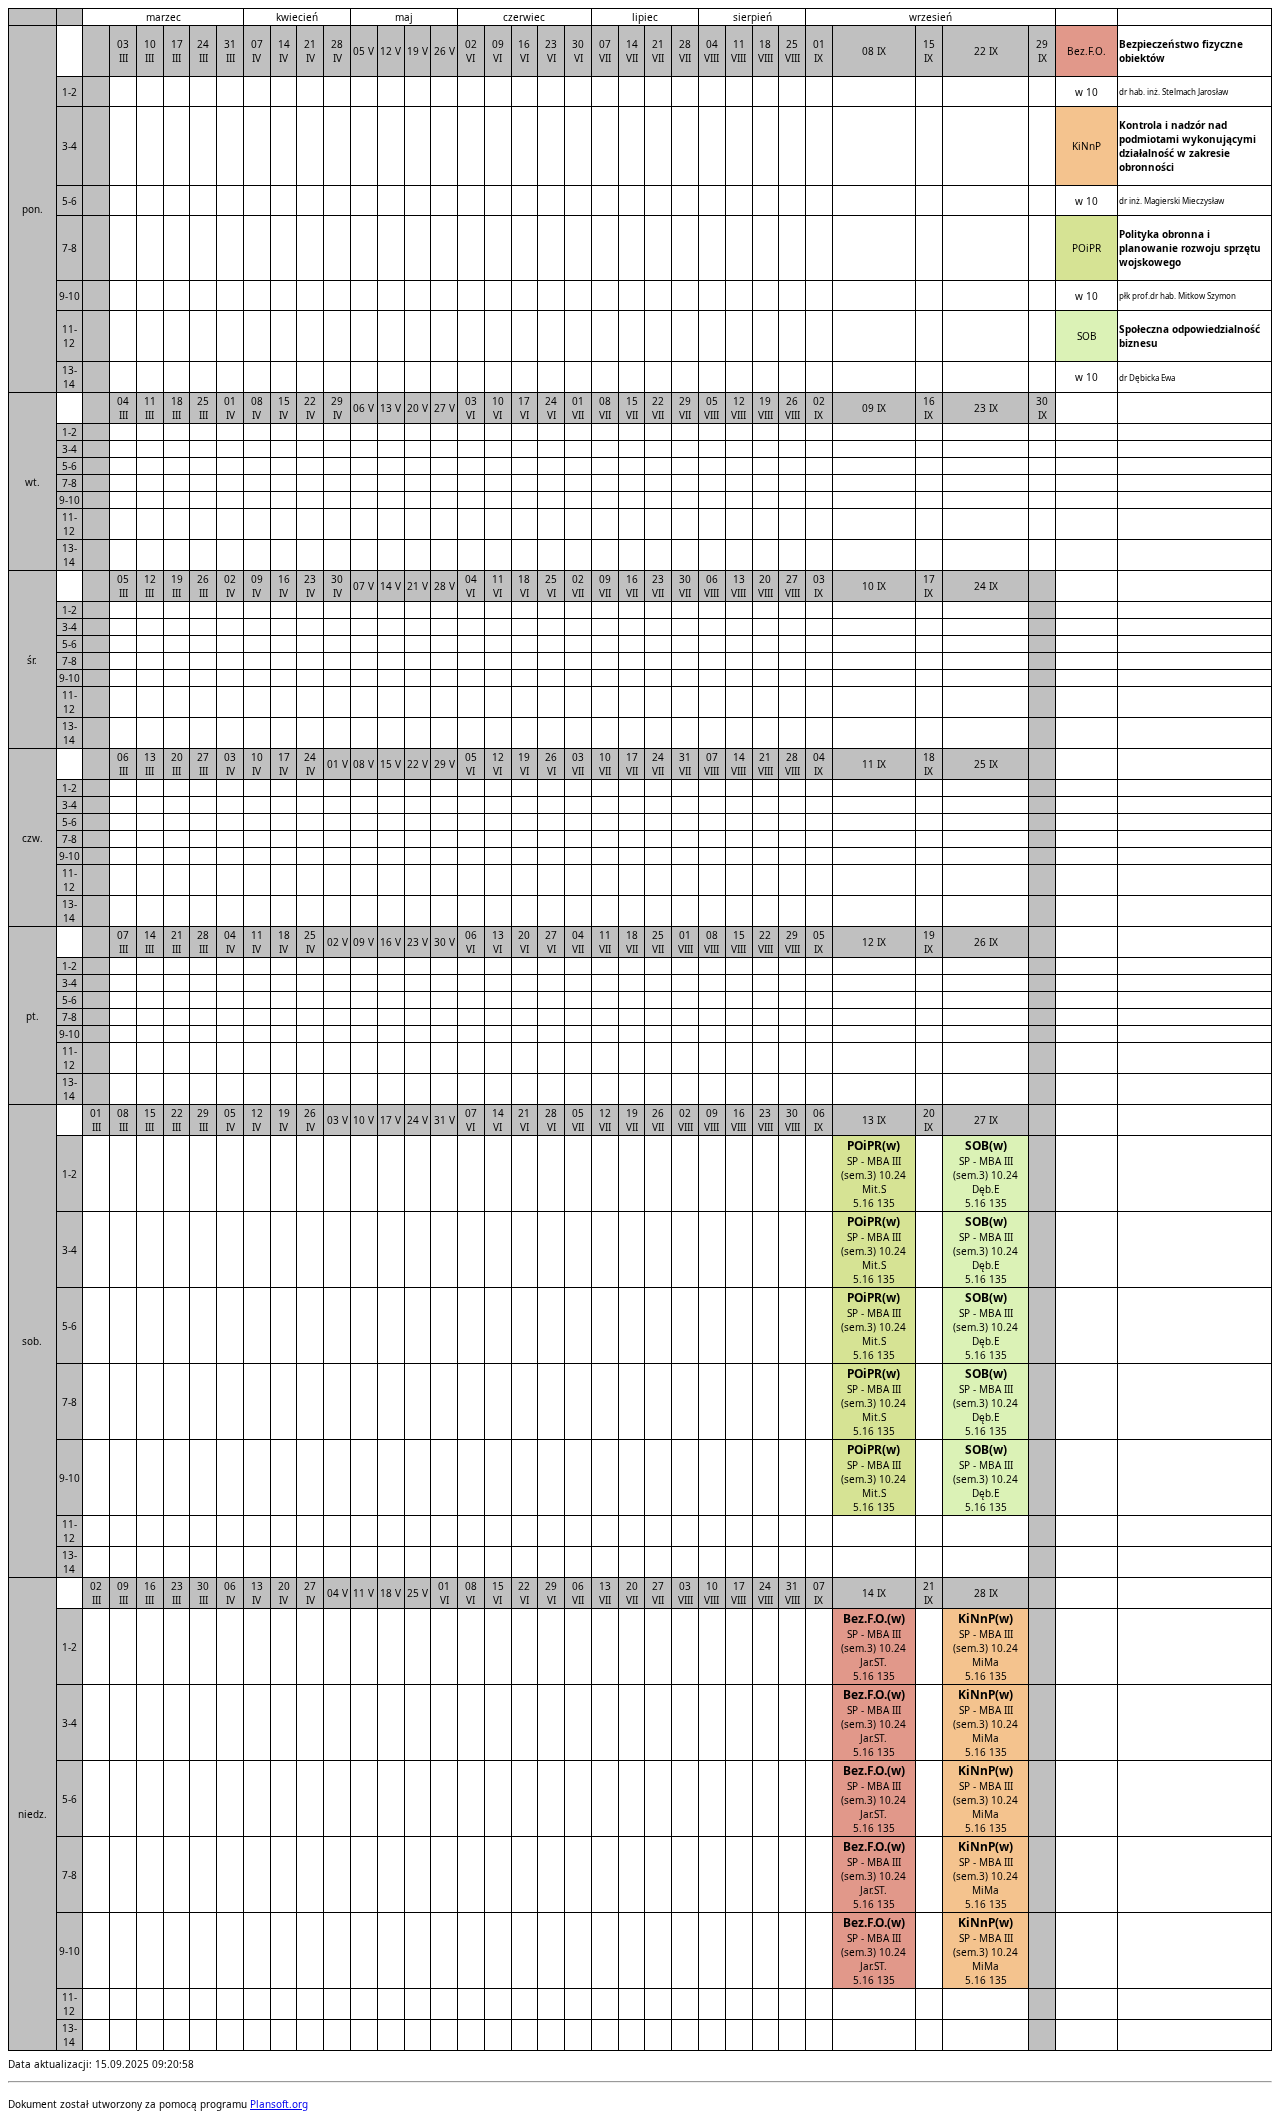 marzec kwiecień maj czerwiec lipiec sierpień wrzesień
03 III 10 III 17 III 24 III 31 III 07 IV 14 IV 21 IV 28 IV 05 V 12 V 19 V 26 V 02 VI 09 VI 16 VI 23 VI 30 VI 07 VII 14 VII 21 VII 28 VII 04 VIII 11 VIII 18 VIII 25 VIII 01 IX 08 IX 15 IX 22 IX 29 IX Bez.F.O. Bezpieczeństwo fizyczne
obiektów
pon.
1-2 w 10 dr hab. inż. Stelmach Jarosław
3-4 KiNnP Kontrola i nadzór nad
podmiotami wykonującymi
działalność w zakresie
obronności
5-6 w 10 dr inż. Magierski Mieczysław
7-8 POiPR Polityka obronna i
planowanie rozwoju sprzętu
wojskowego
9-10 w 10 płk prof.dr hab. Mitkow Szymon
11-
12 SOB Społeczna odpowiedzialność
biznesu
13-
14 w 10 dr Dębicka Ewa
04 III 11 III 18 III 25 III 01 IV 08 IV 15 IV 22 IV 29 IV 06 V 13 V 20 V 27 V 03 VI 10 VI 17 VI 24 VI 01 VII 08 VII 15 VII 22 VII 29 VII 05 VIII 12 VIII 19 VIII 26 VIII 02 IX 09 IX 16 IX 23 IX 30 IX
wt.
1-2
3-4
5-6
7-8
9-10
11-
12
13-
14
05 III 12 III 19 III 26 III 02 IV 09 IV 16 IV 23 IV 30 IV 07 V 14 V 21 V 28 V 04 VI 11 VI 18 VI 25 VI 02 VII 09 VII 16 VII 23 VII 30 VII 06 VIII 13 VIII 20 VIII 27 VIII 03 IX 10 IX 17 IX 24 IX
śr.
1-2
3-4
5-6
7-8
9-10
11-
12
13-
14
06 III 13 III 20 III 27 III 03 IV 10 IV 17 IV 24 IV 01 V 08 V 15 V 22 V 29 V 05 VI 12 VI 19 VI 26 VI 03 VII 10 VII 17 VII 24 VII 31 VII 07 VIII 14 VIII 21 VIII 28 VIII 04 IX 11 IX 18 IX 25 IX
czw.
1-2
3-4
5-6
7-8
9-10
11-
12
13-
14
07 III 14 III 21 III 28 III 04 IV 11 IV 18 IV 25 IV 02 V 09 V 16 V 23 V 30 V 06 VI 13 VI 20 VI 27 VI 04 VII 11 VII 18 VII 25 VII 01 VIII 08 VIII 15 VIII 22 VIII 29 VIII 05 IX 12 IX 19 IX 26 IX
pt.
1-2
3-4
5-6
7-8
9-10
11-
12
13-
14
01 III 08 III 15 III 22 III 29 III 05 IV 12 IV 19 IV 26 IV 03 V 10 V 17 V 24 V 31 V 07 VI 14 VI 21 VI 28 VI 05 VII 12 VII 19 VII 26 VII 02 VIII 09 VIII 16 VIII 23 VIII 30 VIII 06 IX 13 IX 20 IX 27 IX
sob.
1-2
POiPR(w) SOB(w)
SP - MBA III SP - MBA III
(sem.3) 10.24 (sem.3) 10.24
Mit.S Dęb.E
5.16 135 5.16 135
3-4
POiPR(w) SOB(w)
SP - MBA III SP - MBA III
(sem.3) 10.24 (sem.3) 10.24
Mit.S Dęb.E
5.16 135 5.16 135
5-6
POiPR(w) SOB(w)
SP - MBA III SP - MBA III
(sem.3) 10.24 (sem.3) 10.24
Mit.S Dęb.E
5.16 135 5.16 135
7-8
POiPR(w) SOB(w)
SP - MBA III SP - MBA III
(sem.3) 10.24 (sem.3) 10.24
Mit.S Dęb.E
5.16 135 5.16 135
9-10
POiPR(w) SOB(w)
SP - MBA III SP - MBA III
(sem.3) 10.24 (sem.3) 10.24
Mit.S Dęb.E
5.16 135 5.16 135
11-
12
13-
14
02 III 09 III 16 III 23 III 30 III 06 IV 13 IV 20 IV 27 IV 04 V 11 V 18 V 25 V 01 VI 08 VI 15 VI 22 VI 29 VI 06 VII 13 VII 20 VII 27 VII 03 VIII 10 VIII 17 VIII 24 VIII 31 VIII 07 IX 14 IX 21 IX 28 IX
niedz.
1-2
Bez.F.O.(w) KiNnP(w)
SP - MBA III SP - MBA III
(sem.3) 10.24 (sem.3) 10.24
Jar.ST. MiMa
5.16 135 5.16 135
3-4
Bez.F.O.(w) KiNnP(w)
SP - MBA III SP - MBA III
(sem.3) 10.24 (sem.3) 10.24
Jar.ST. MiMa
5.16 135 5.16 135
5-6
Bez.F.O.(w) KiNnP(w)
SP - MBA III SP - MBA III
(sem.3) 10.24 (sem.3) 10.24
Jar.ST. MiMa
5.16 135 5.16 135
7-8
Bez.F.O.(w) KiNnP(w)
SP - MBA III SP - MBA III
(sem.3) 10.24 (sem.3) 10.24
Jar.ST. MiMa
5.16 135 5.16 135
9-10
Bez.F.O.(w) KiNnP(w)
SP - MBA III SP - MBA III
(sem.3) 10.24 (sem.3) 10.24
Jar.ST. MiMa
5.16 135 5.16 135
11-
12
13-
14
Data aktualizacji: 15.09.2025 09:20:58
Dokument został utworzony za pomocą programu Plansoft.org